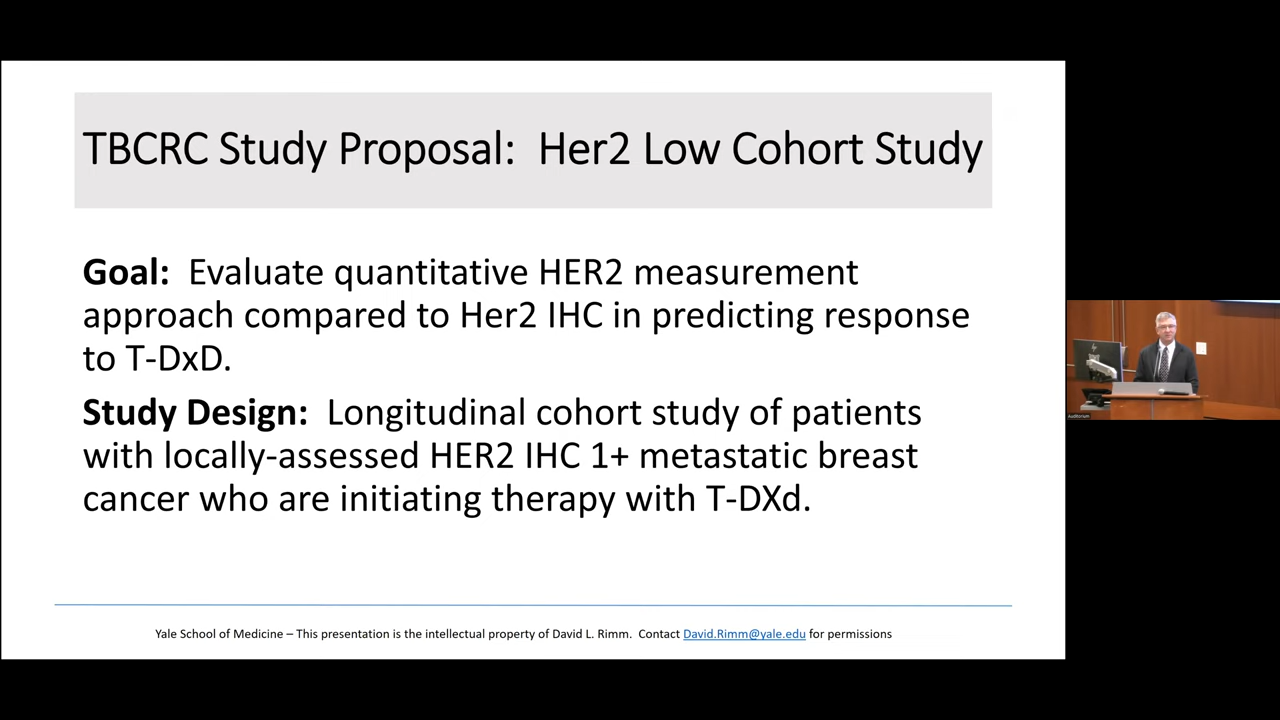 TBCRC Study Proposal:  Her2 Low Cohort Study
Goal:  Evaluate quantitative HER2 measurement
approach compared to Her2 IHC in predicting response
to T-DxD.
Study Design:  Longitudinal cohort study of patients
with locally-assessed HER2 IHC 1+ metastatic breast
cancer who are initiating therapy with T-DXd.
Yale School of Medicine – This presentation is the intellectual property of David L. Rimm.  Contact David.Rimm@yale.edu for permissions
Auditorium